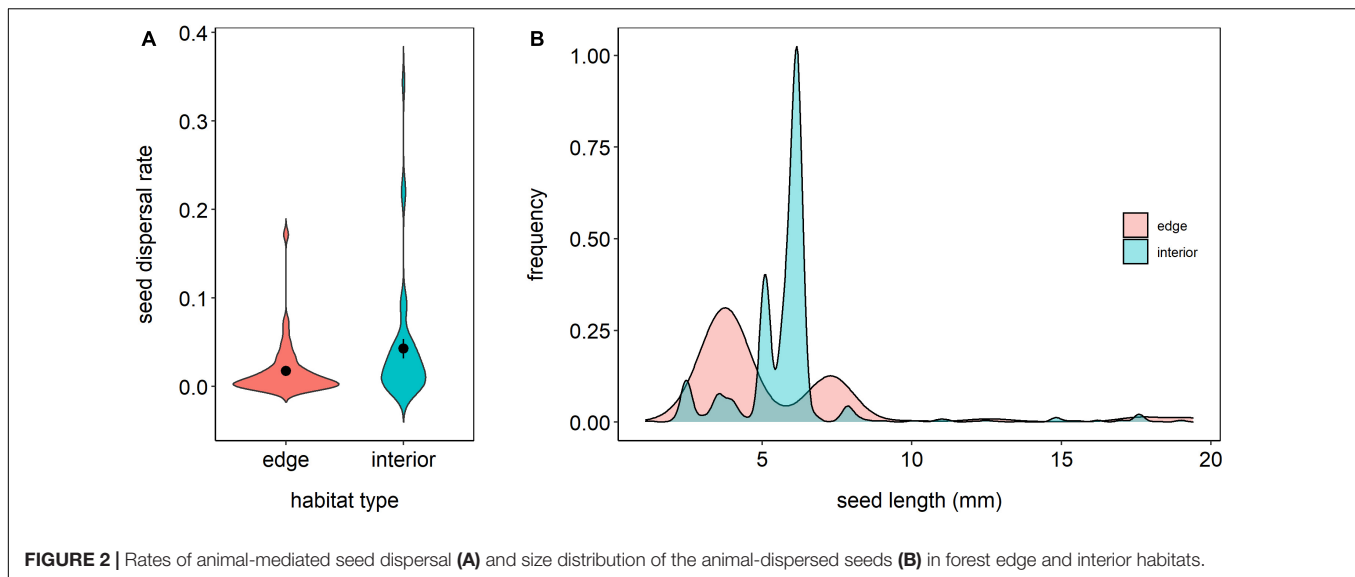 A
B
0.4
0.3
0.2
0.1
0.0
seed dispersal rate
edge interior
habitat type
1.00
0.75
0.50
0.25
0.00
frequency
edge
interior
5 10 15 20
seed length (mm)
FIGURE 2 | Rates of animal-mediated seed dispersal (A) and size distribution of the animal-dispersed seeds (B) in forest edge and interior habitats.